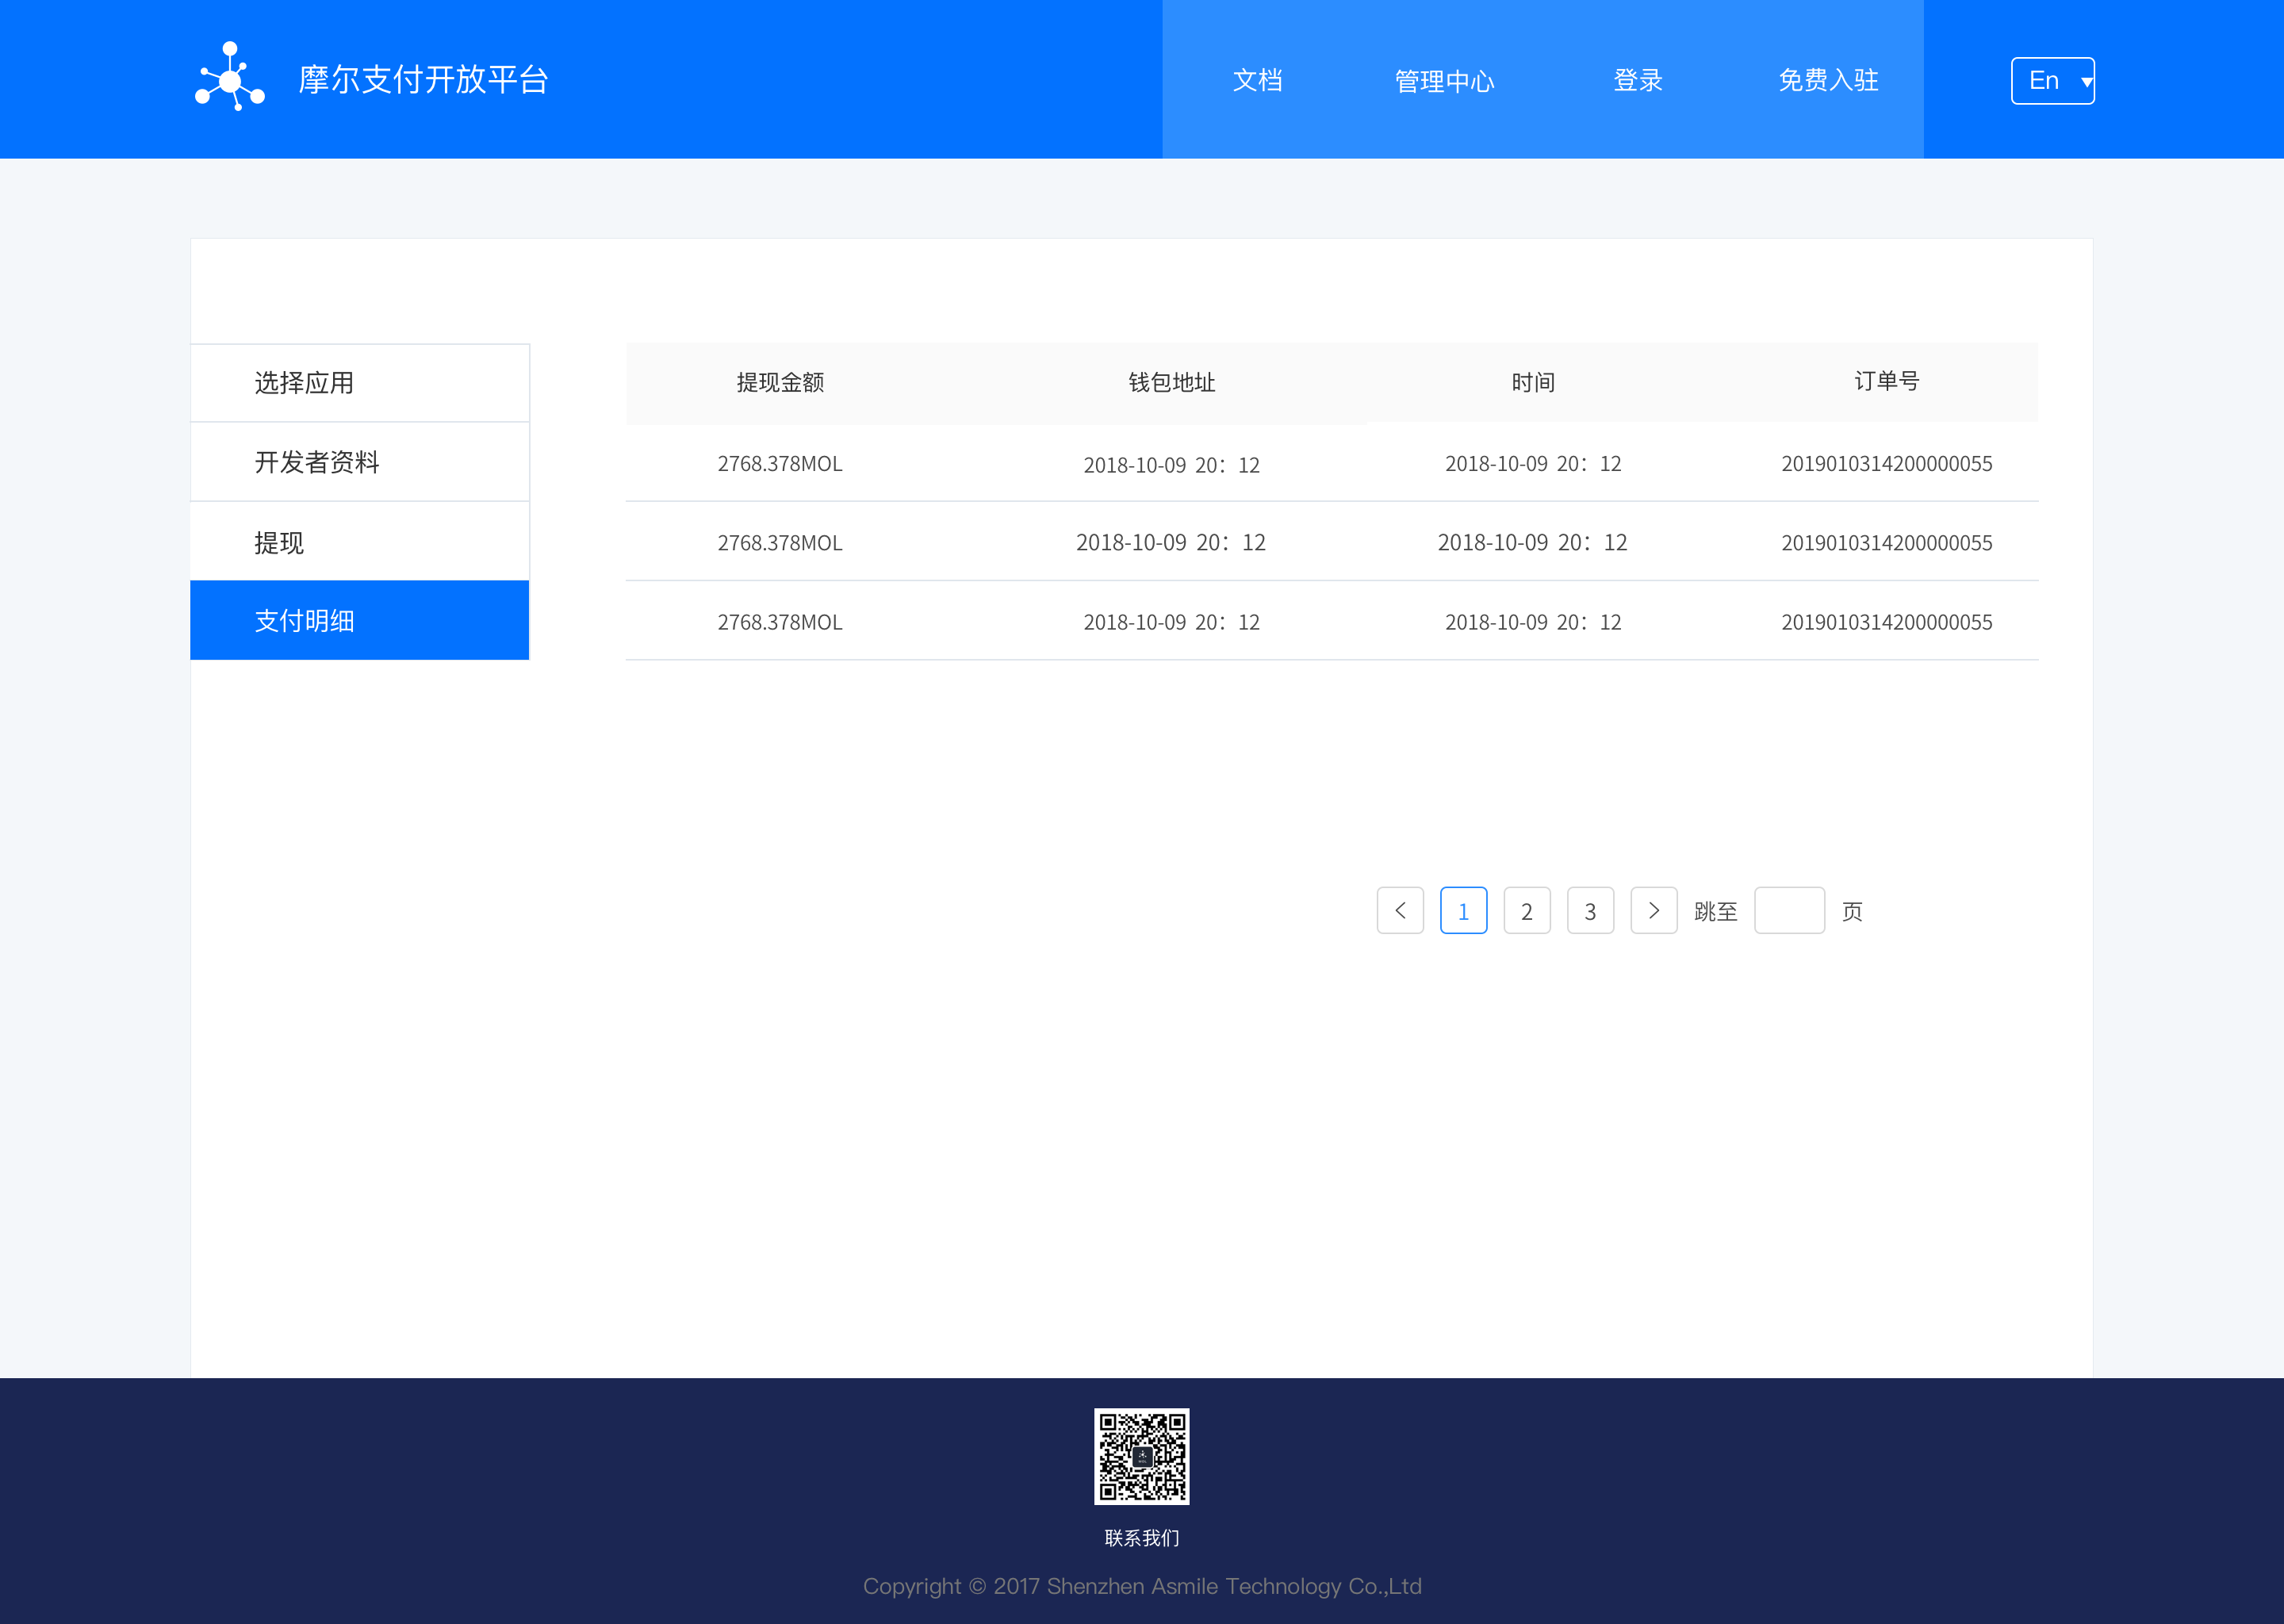 摩尔支付开放平台 文档 管理中心 登录 免费入驻 En
选择应用
开发者资料
提现
支付明细
提现金额 钱包地址 时间 订单号
2768.378MOL 2018-10-09 20：12 2018-10-09 20：12 2019010314200000055
2768.378MOL 2018-10-09 20：12 2018-10-09 20：12 2019010314200000055
2768.378MOL 2018-10-09 20：12 2018-10-09 20：12 2019010314200000055
1 2 3 跳至 页
联系我们
Copyright © 2017 Shenzhen Asmile Technology Co.,Ltd